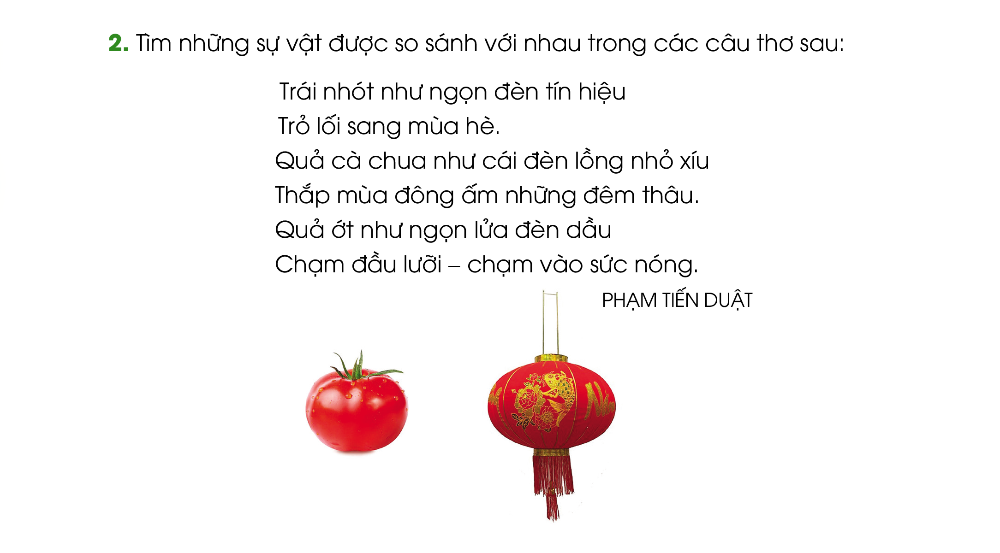 2. Tìm những sự vật được so sánh với nhau trong các câu thơ sau:
Trái nhót như ngọn đèn tín hiệu
Trỏ lối sang mùa hè.
Quả cà chua như cái đèn lồng nhỏ xíu
Thắp mùa đông ấm những đêm thâu.
Quả ớt như ngọn lửa đèn dầu
Chạm đầu lưỡi – chạm vào sức nóng.
PHẠM TIẾN DUẬT